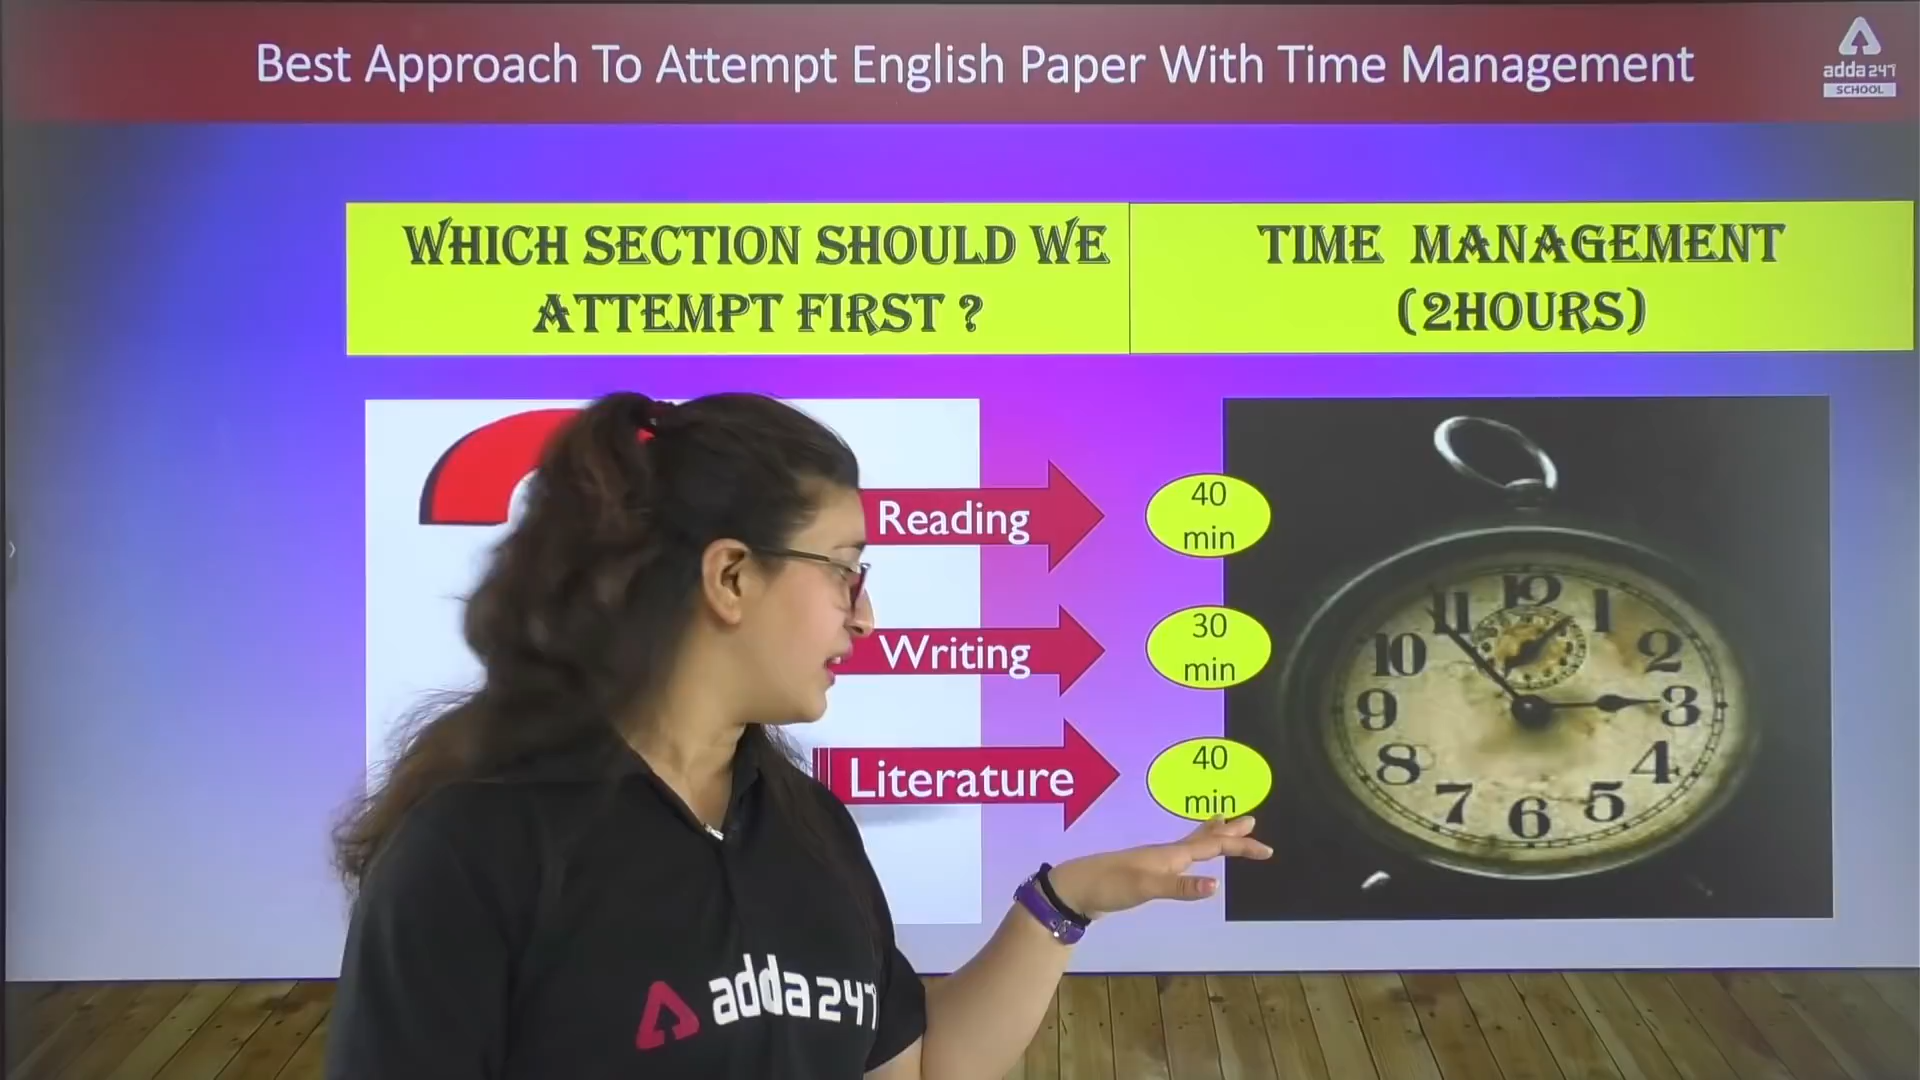 Best Approach To Attempt English Paper With Time Management
adda247
SCHOOL
WHICH SECTION SHOULD WE
ATTEMPT FIRST ?
TIME MANAGEMENT
(2HOURS)
Reading
40
min
Writing
30
min
Literature
40
min
12
1
2
3
4
5
6
7
8
9
10
11
adda247